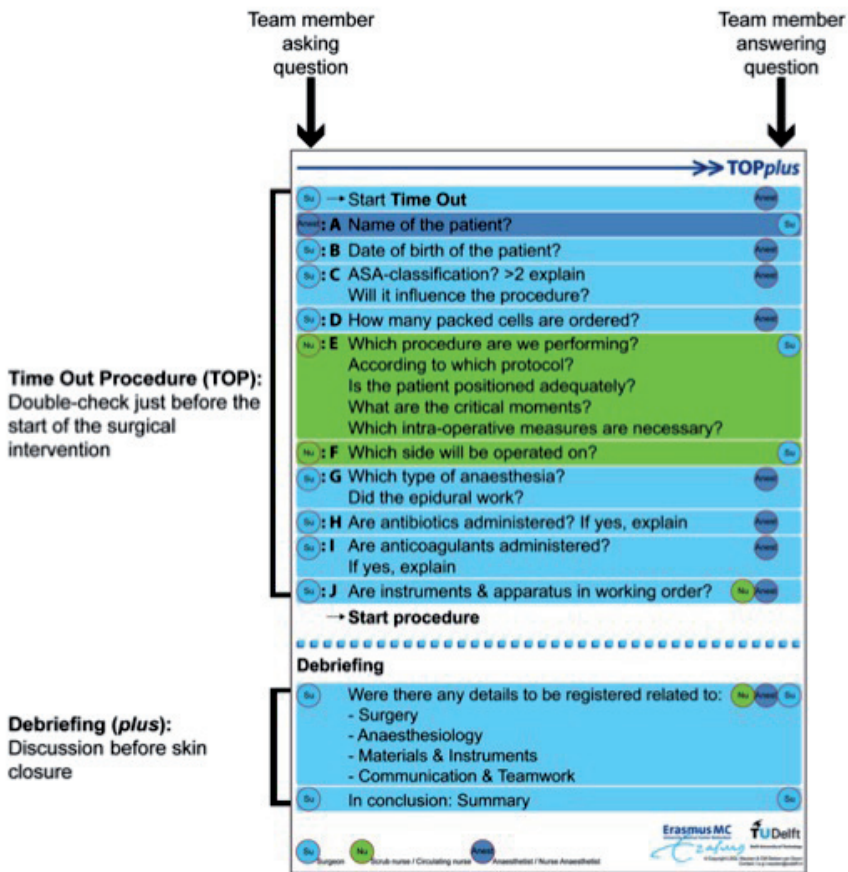 Team member
asking
question
Team member
answering
question
>> TOPplus
Su → Start Time Out Anest
Anest : A Name of the patient? Su
Su : B Date of birth of the patient? Anest
Su : C ASA-classification? >2 explain Anest
Will it influence the procedure?
Su : D How many packed cells are ordered? Anest
Nu : E Which procedure are we performing? Su
According to which protocol?
Is the patient positioned adequately?
What are the critical moments?
Which intra-operative measures are necessary?
Nu : F Which side will be operated on? Su
Su : G Which type of anaesthesia? Anest
Did the epidural work?
Su : H Are antibiotics administered? If yes, explain Anest
Su : I Are anticoagulants administered? Anest
If yes, explain
Su : J Are instruments & apparatus in working order? Nu Anest
→ Start procedure
Time Out Procedure (TOP):
Double-check just before the
start of the surgical
intervention
Debriefing
Su Were there any details to be registered related to: Nu Anest Su
- Surgery
- Anaesthesiology
- Materials & Instruments
- Communication & Teamwork
Su In conclusion: Summary Su
Debriefing (plus):
Discussion before skin
closure
Su Surgeon Nu Scrub nurse / Circulating nurse Anest Anaesthetist / Nurse Anaesthetist
Erasmus MC
Erasmus
TU Delft